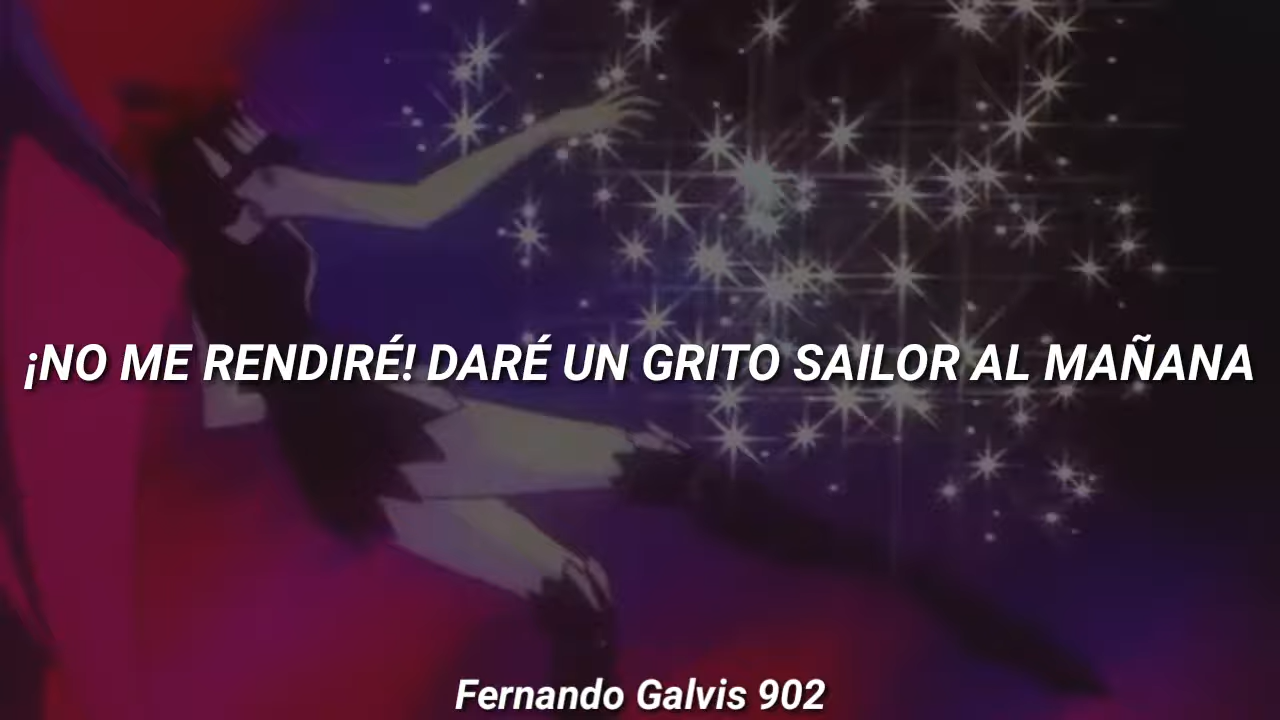 ¡NO ME RENDIRÉ! DARÉ UN GRITO SAILOR AL MAÑANA
Fernando Galvis 902